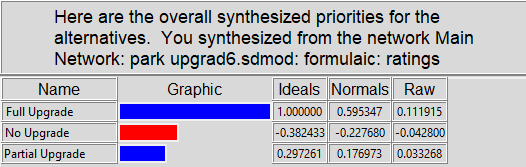 Here are the overall synthesized priorities for the
alternatives. You synthesized from the network Main
Network: park upgrad6.sdmod: formulaic: ratings
Name Graphic Ideals Normals Raw
Full Upgrade 1.000000 0.595347 0.111915
No Upgrade -0.382433 -0.227680 -0.042800
Partial Upgrade 0.297261 0.176973 0.033268